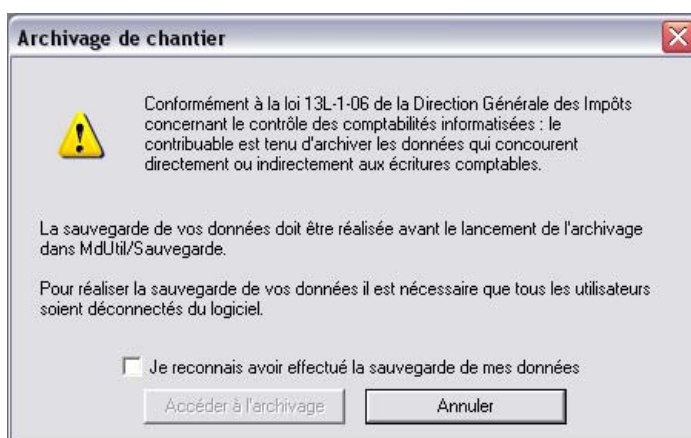 Archivage de chantier
Conformément à la loi 13L-1-06 de la Direction Générale des Impôts
concernant le contrôle des comptabilités informatisées : le
contribuable est tenu d'archiver les données qui concourent
directement ou indirectement aux écritures comptables.
La sauvegarde de vos données doit être réalisée avant le lancement de l'archivage
dans MdUtil/Sauvegarde.
Pour réaliser la sauvegarde de vos données il est nécessaire que tous les utilisateurs
soient déconnectés du logiciel.
Je reconnais avoir effectué la sauvegarde de mes données
Accéder à l'archivage Annuler